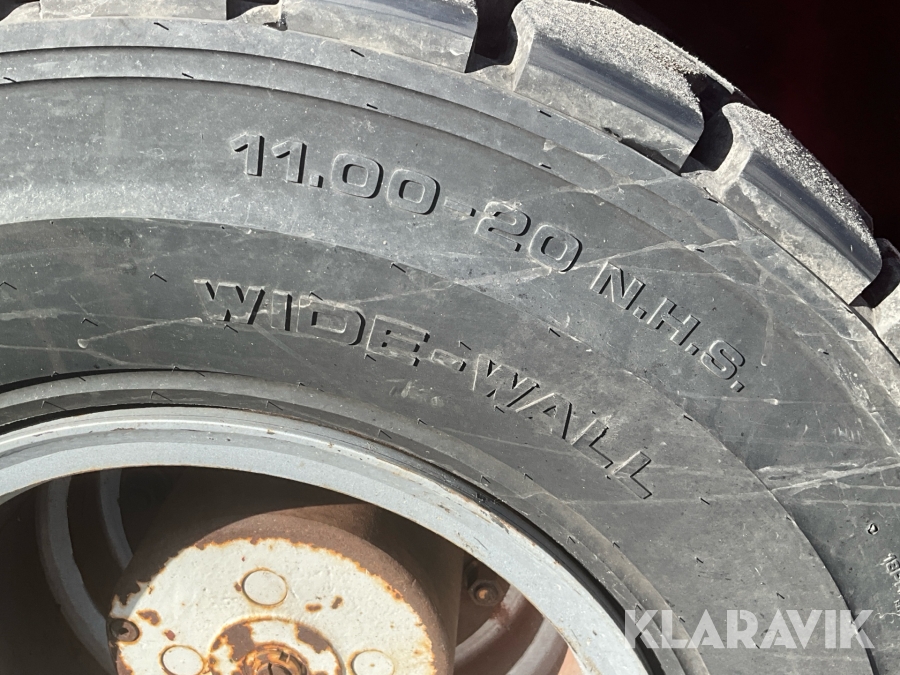 11.00-20 N.H.S.
WIDE-WALL
KLARAVIK